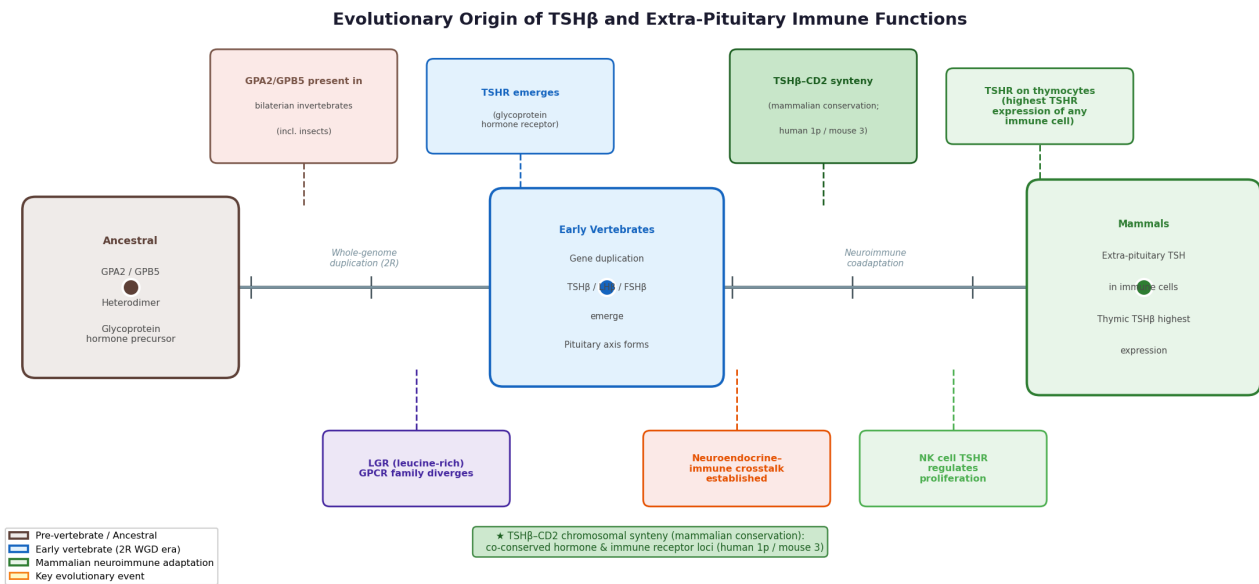 Evolutionary Origin of TSHβ and Extra-Pituitary Immune Functions
GPA2/GPB5 present in
bilaterian invertebrates
(incl. insects)
TSHR emerges
(glycoprotein
hormone receptor)
TSHβ–CD2 synteny
(mammalian conservation;
human 1p / mouse 3)
TSHR on thymocytes
(highest TSHR
expression of any
immune cell)
Ancestral
GPA2 / GPB5
Heterodimer
Glycoprotein
hormone precursor
Whole-genome
duplication (2R)
Early Vertebrates
Gene duplication
TSHβ / / FSHβ
emerge
Pituitary axis forms
Neuroimmune
coadaptation
Mammals
Extra-pituitary TSH
in immune cells
Thymic TSHβ highest
expression
LGR (leucine-rich)
GPCR family diverges
Neuroendocrine–
immune crosstalk
established
NK cell TSHR
regulates
proliferation
★ TSHβ–CD2 chromosomal synteny (mammalian conservation):
co-conserved hormone & immune receptor loci (human 1p / mouse 3)
Pre-vertebrate / Ancestral
Early vertebrate (2R WGD era)
Mammalian neuroimmune adaptation
Key evolutionary event